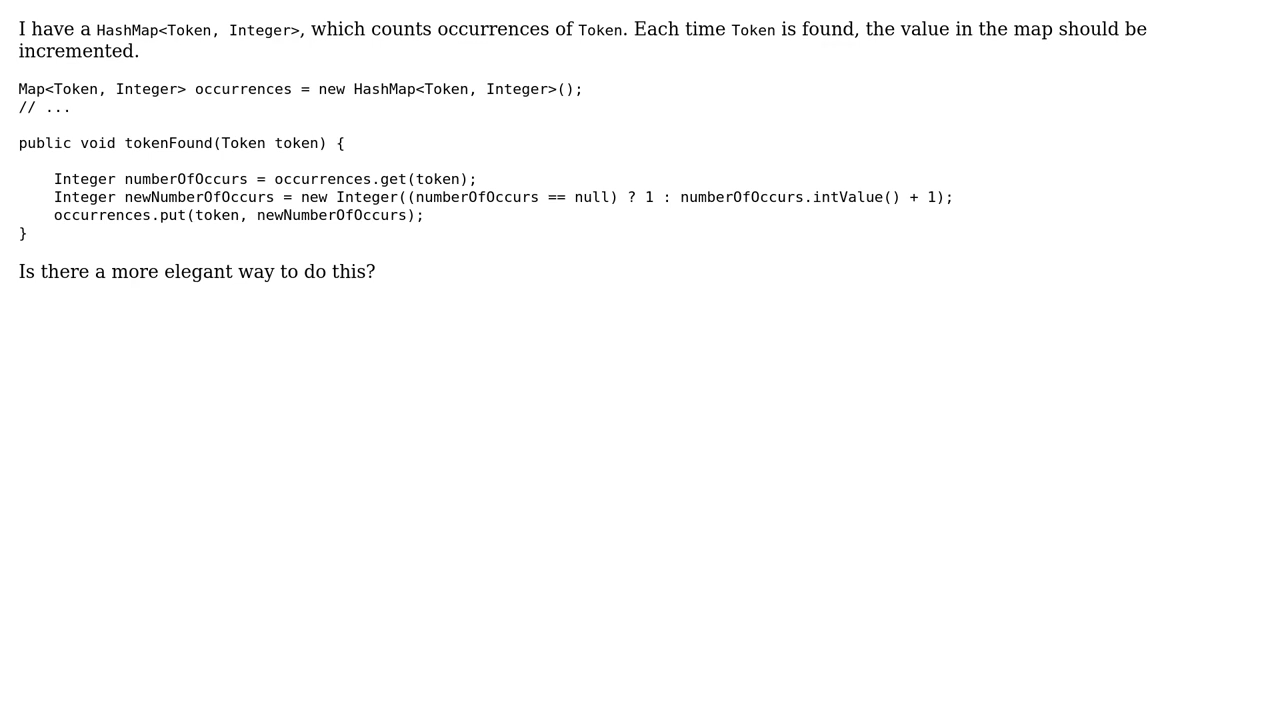 I have a HashMap<Token, Integer>, which counts occurrences of Token. Each time Token is found, the value in the map should be
incremented.
Map<Token, Integer> occurrences = new HashMap<Token, Integer>();
// ...
public void tokenFound(Token token) {
    Integer numberOfOccurs = occurrences.get(token);
    Integer newNumberOfOccurs = new Integer((numberOfOccurs == null) ? 1 : numberOfOccurs.intValue() + 1);
    occurrences.put(token, newNumberOfOccurs);
}
Is there a more elegant way to do this?